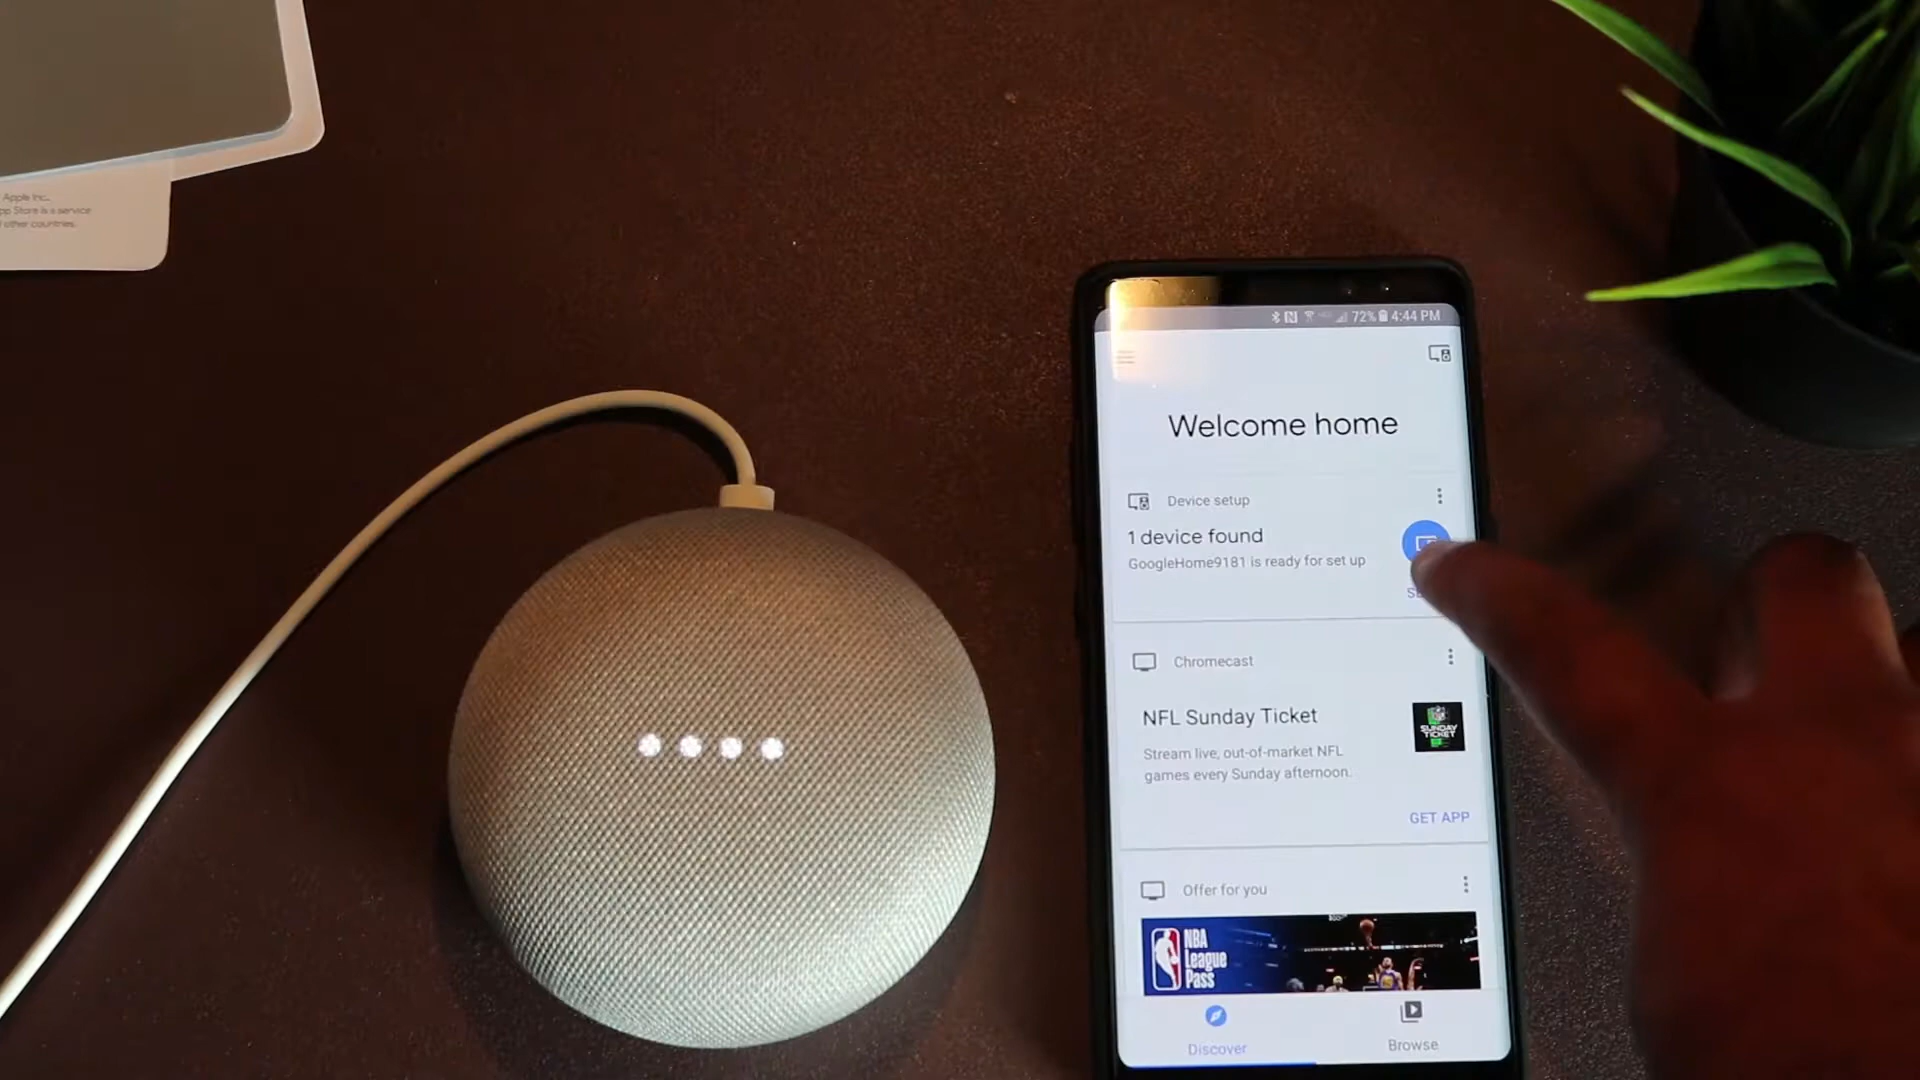 Apple Inc.
pp Store is a service
other countries.
72% 4:44 PM
Welcome home
Device setup
1 device found
GoogleHome9181 is ready for set up
Chromecast
NFL Sunday Ticket
SUNDAY
TICKET
Stream live, out-of-market NFL
games every Sunday afternoon.
GET APP
Offer for you
NBA
League
Pass
Discover
Browse